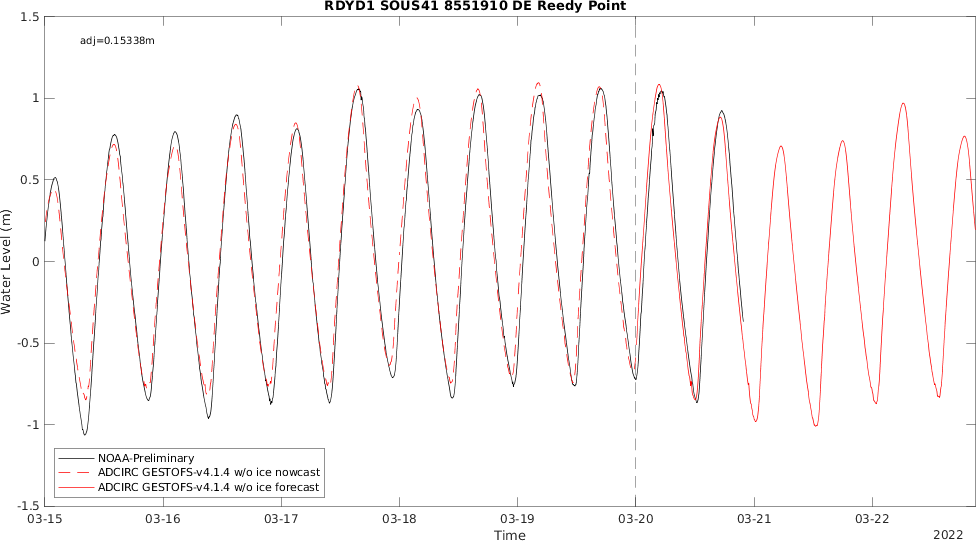 RDYD1 SOUS41 8551910 DE Reedy Point
adj=0.15338m
1.5
1
0.5
0
-0.5
-1
-1.5
Water Level (m)
NOAA-Preliminary
ADCIRC GESTOFS-v4.1.4 w/o ice nowcast
ADCIRC GESTOFS-v4.1.4 w/o ice forecast
03-15 03-16 03-17 03-18 03-19 03-20 03-21 03-22
Time
2022